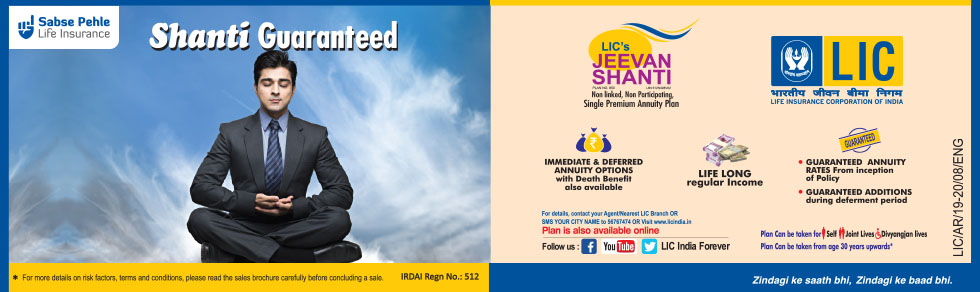 Sabse Pehle
Life Insurance
Shanti Guaranteed
* For more details on risk factors, terms and conditions, please read the sales brochure carefully before concluding a sale.
IRDAI Regn No.: 512
LIC's
JEEVAN
SHANTI
Non linked, Non Participating,
Single Premium Annuity Plan
LIC
भारतीय जीवन बीमा निगम
LIFE INSURANCE CORPORATION OF INDIA
IMMEDIATE & DEFERRED
ANNUITY OPTIONS
with Death Benefit
also available
LIFE LONG
regular Income
GUARANTEED
• GUARANTEED ANNUITY
RATES From inception
of Policy
• GUARANTEED ADDITIONS
during deferment period
For details, contact your Agent/Nearest LIC Branch OR
SMS YOUR CITY NAME to 56767474 OR Visit www.licindia.in
Plan is also available online
Follow us : f You Tube LIC India Forever
Plan Can be taken for Self Joint Lives Divyangjan lives
Plan Can be taken from age 30 years upwards*
LIC/AR/19-20/08/ENG
Zindagi ke saath bhi, Zindagi ke baad bhi.